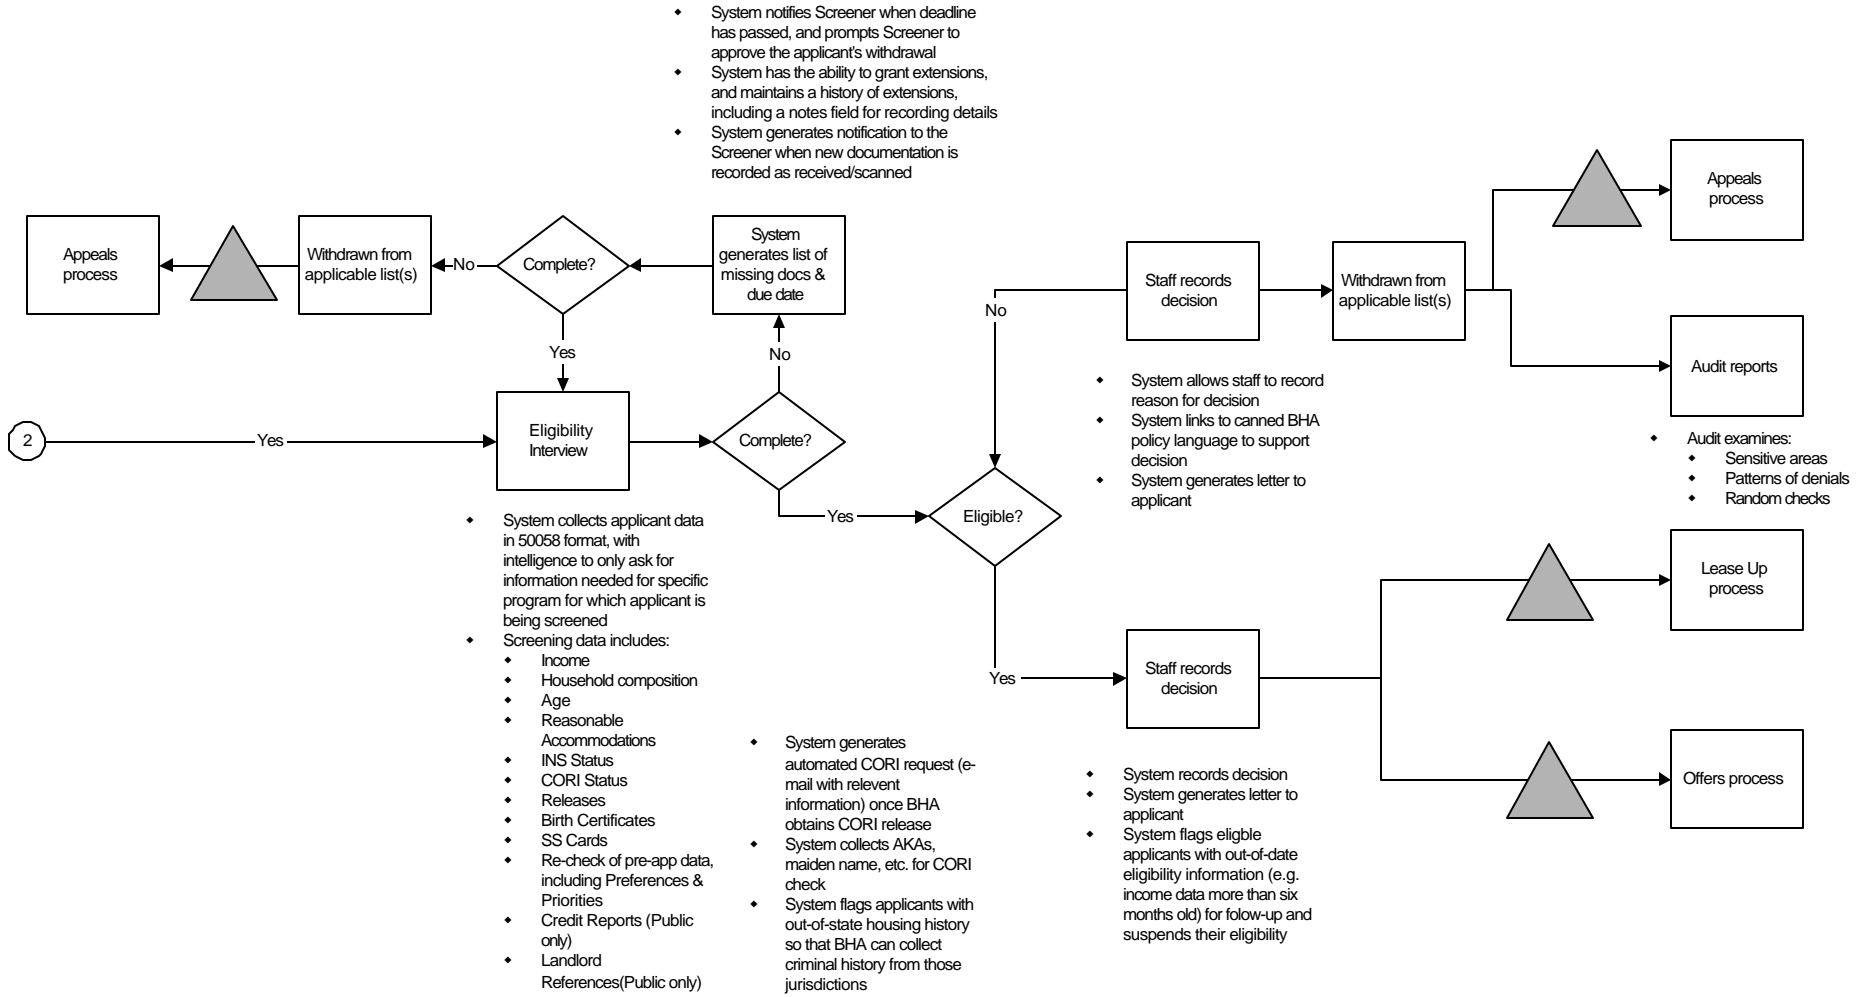 System notifies Screener when deadline
has passed, and prompts Screener to
approve the applicant's withdrawal
System has the ability to grant extensions,
and maintains a history of extensions,
including a notes field for recording details
System generates notification to the
Screener when new documentation is
recorded as received/scanned
Appeals
process
Withdrawn from
applicable list(s)
No
Complete?
System
generates list of
missing docs &
due date
Yes
No
2
Yes
Eligibility
Interview
Complete?
Yes
Eligible?
No
Staff records
decision
Withdrawn from
applicable list(s)
Appeals
process
Audit reports
System allows staff to record
reason for decision
System links to canned BHA
policy language to support
decision
System generates letter to
applicant
Audit examines:
Sensitive areas
Patterns of denials
Random checks
System collects applicant data
in 50058 format, with
intelligence to only ask for
information needed for specific
program for which applicant is
being screened
Screening data includes:
Income
Household composition
Age
Reasonable
Accommodations
INS Status
CORI Status
Releases
Birth Certificates
SS Cards
Re-check of pre-app data,
including Preferences &
Priorities
Credit Reports (Public
only)
Landlord
References(Public only)
System generates
automated CORI request (e-
mail with relevent
information) once BHA
obtains CORI release
System collects AKAs,
maiden name, etc. for CORI
check
System flags applicants with
out-of-state housing history
so that BHA can collect
criminal history from those
jurisdictions
Yes
Staff records
decision
Lease Up
process
Offers process
System records decision
System generates letter to
applicant
System flags eligble
applicants with out-of-date
eligibility information (e.g.
income data more than six
months old) for folow-up and
suspends their eligibility